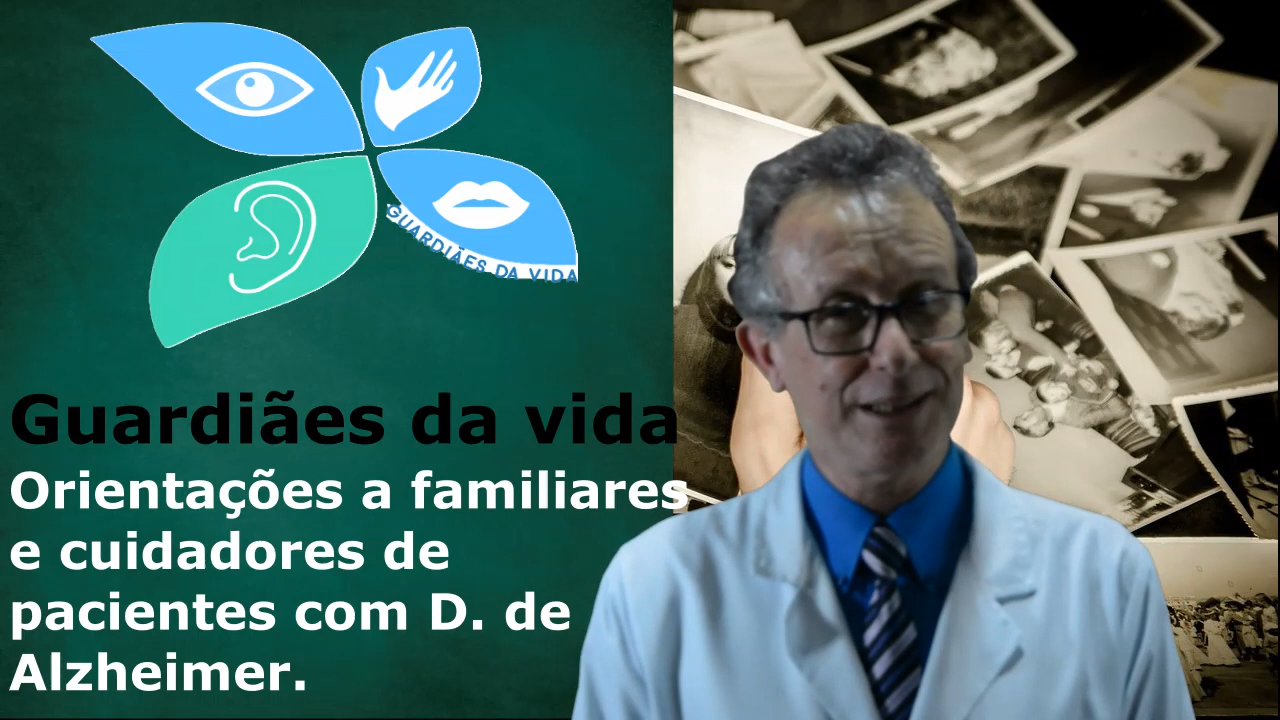 GUARDIÃES DA VIDA
Guardiães da vida
Orientações a familiares
e cuidadores de
pacientes com D. de
Alzheimer.